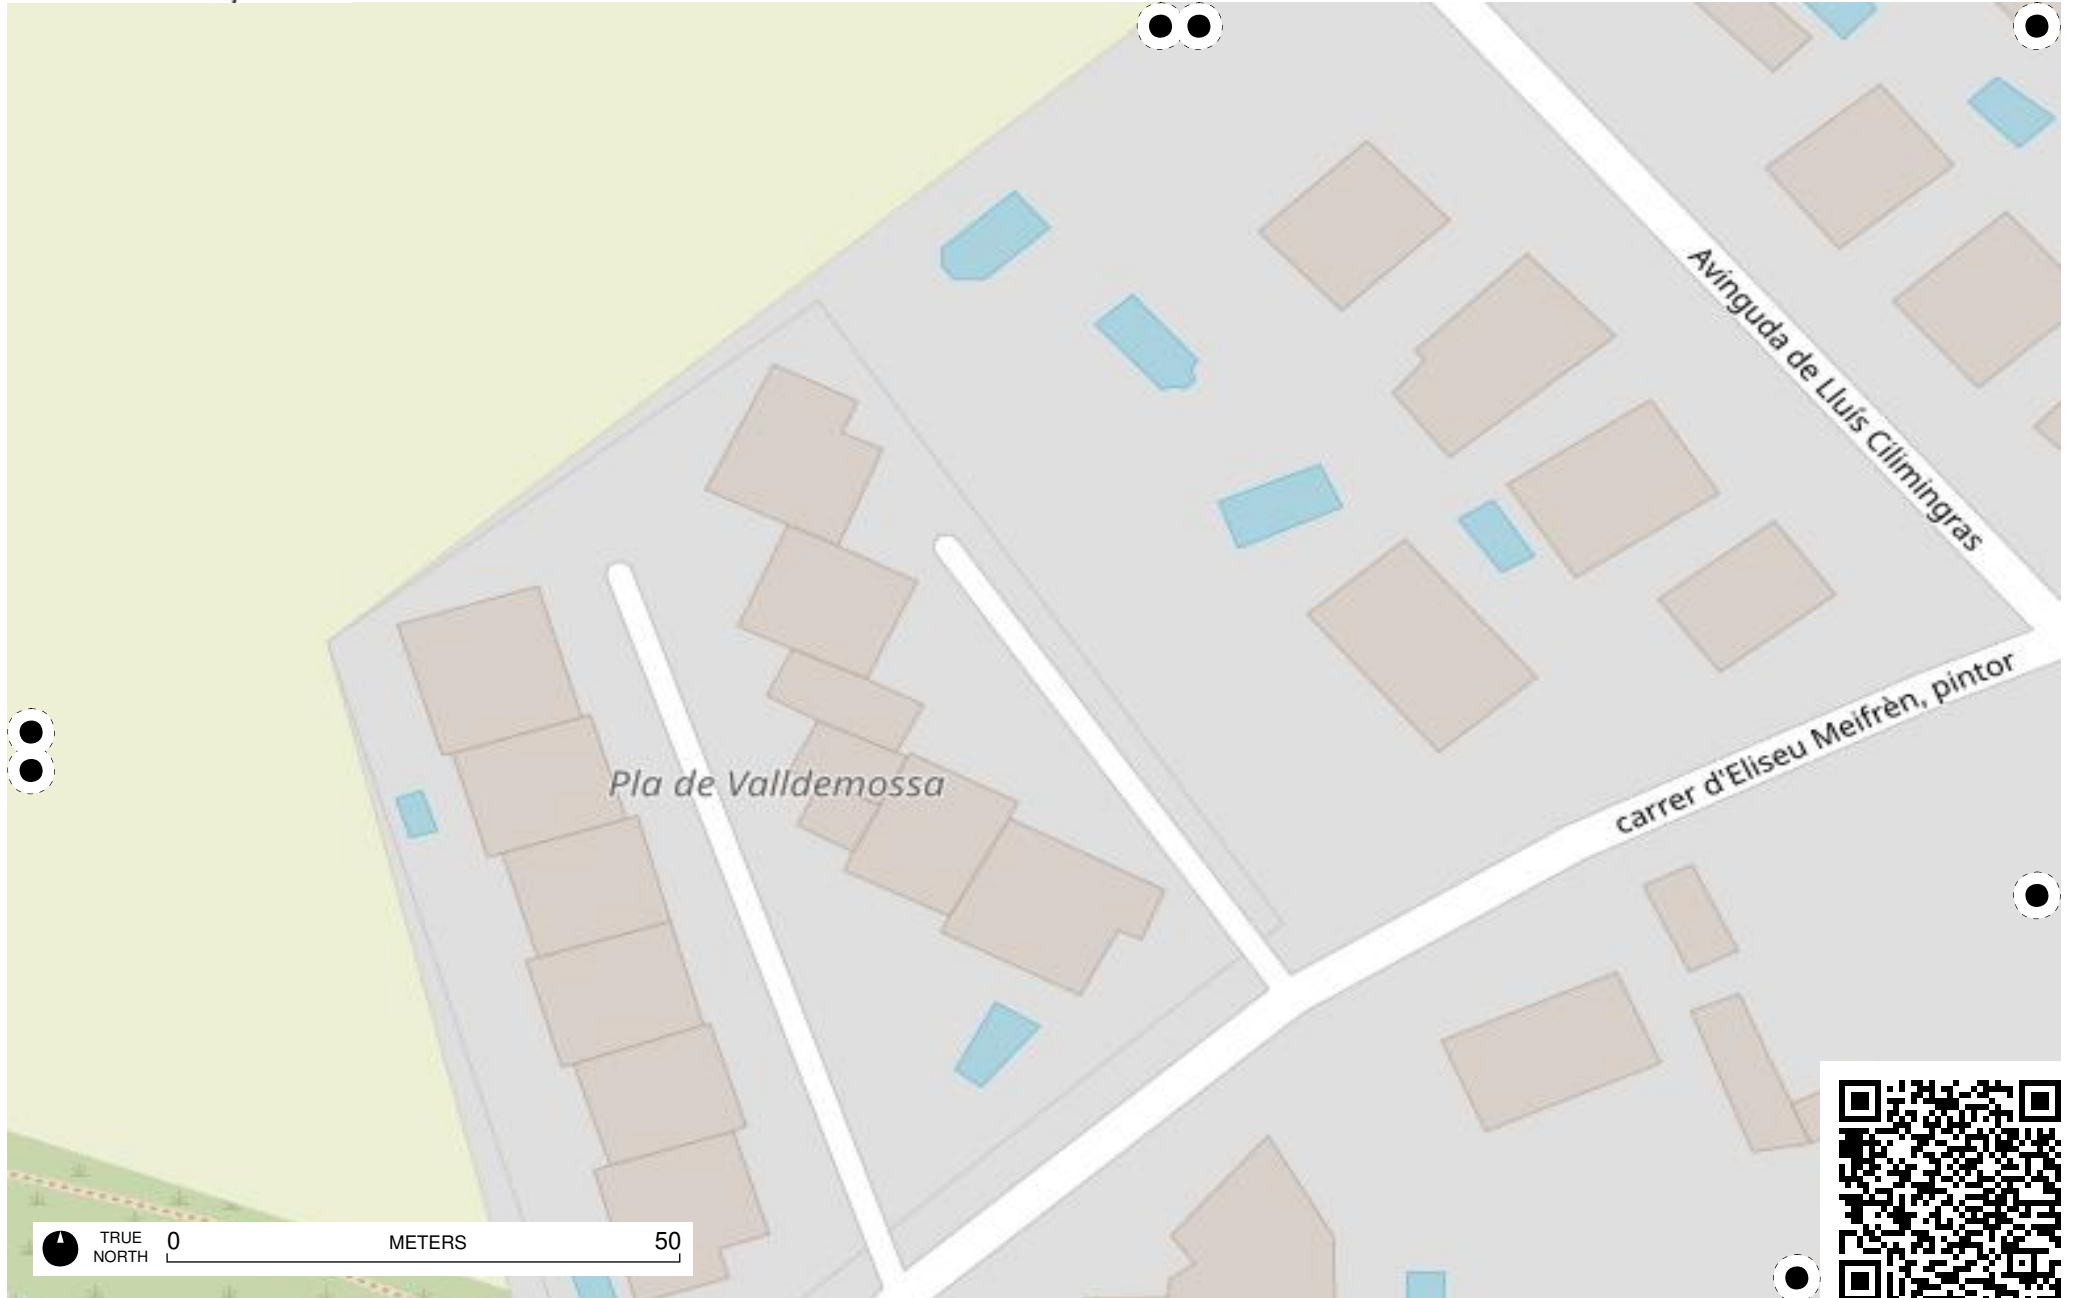 Avinguda de Lluís Cilimingras
carrer d'Eliseu Meifrèn, pintor
Pla de Valldemossa
TRUE
NORTH
0 METERS 50